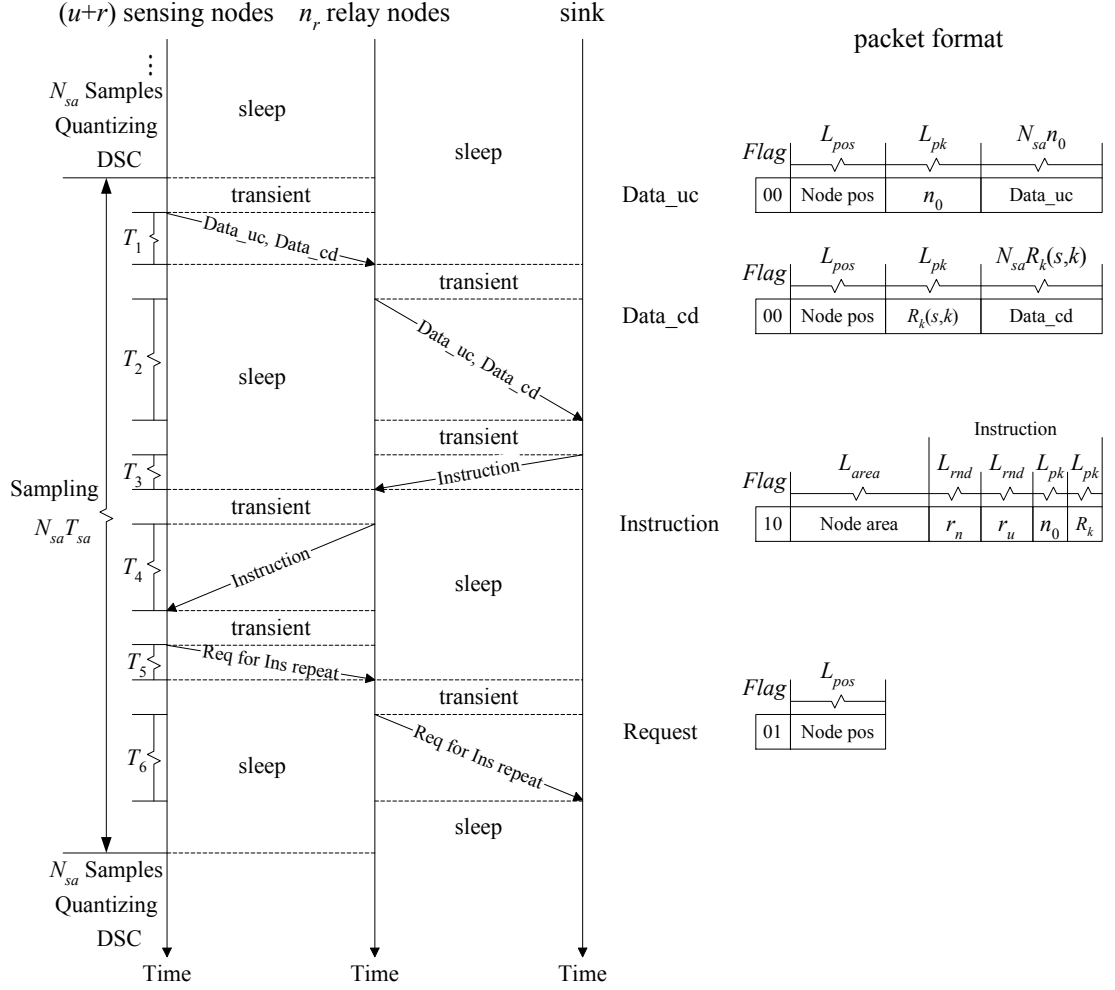 (u+r) sensing nodes
n_r relay nodes
sink
⋮
N_sa Samples
Quantizing
DSC
sleep
sleep
transient
T_1
Data_uc, Data_cd
transient
T_2
Data_uc, Data_cd
sleep
transient
T_3
Instruction
Sampling
N_sa T_sa
transient
T_4
Instruction
sleep
transient
T_5
Req for Ins repeat
transient
T_6
Req for Ins repeat
sleep
sleep
N_sa Samples
Quantizing
DSC
Time
Time
Time
packet format
Flag L_pos L_pk N_sa n_0
Data_uc 00 Node pos n_0 Data_uc
Flag L_pos L_pk N_sa R_k(s,k)
Data_cd 00 Node pos R_k(s,k) Data_cd
Instruction
Flag L_area L_rnd L_rnd L_pk L_pk
Instruction 10 Node area r_n r_u n_0 R_k
Flag L_pos
Request 01 Node pos